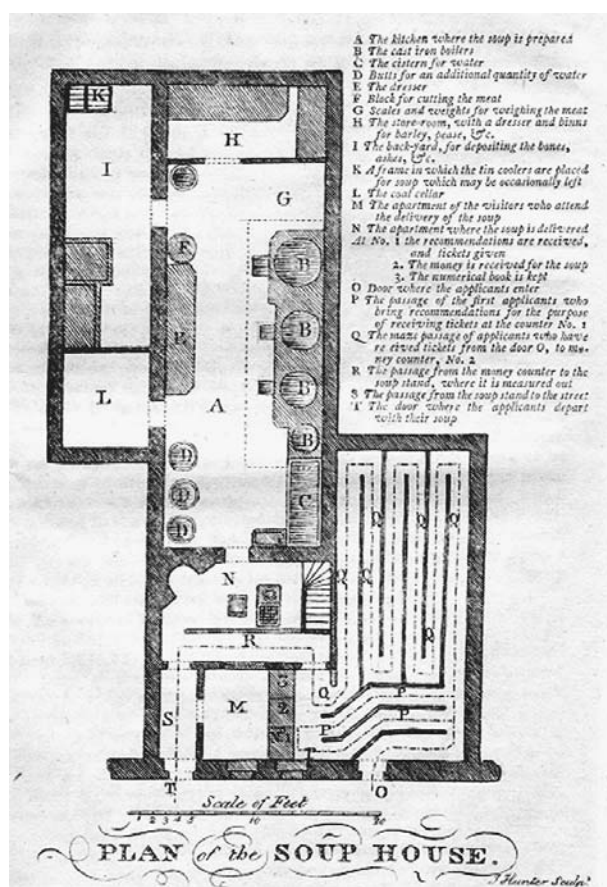 A The kitchen where the soup is prepared
B The cast iron boilers
C The cistern for water
D Butts for an additional quantity of water
E The dresser
F Block for cutting the meat
G Scales and weights for weighing the meat
H The store-room, with a dresser and binns
for barley, pease, &c.
I The back-yard, for depositing the bones,
ashes, &c.
K A frame in which the tin coolers are placed
for soup which may be occasionally left
L The coal cellar
M The apartment of the visitors who attend
the delivery of the soup
N The apartment where the soup is delivered
At No. 1 the recommendations are received,
and tickets given
2. The money is received for the soup
3. The numerical book is kept
O Door where the applicants enter
P The passage of the first applicants who
bring recommendations for the purpose
of receiving tickets at the counter No. 1
Q The mass passage of applicants who have
re eived tickets from the door O, to mo-
ney counter, No. 2
R The passage from the money counter to the
soup stand, where it is measured out
S The passage from the soup stand to the street
T The door where the applicants depart
with their soup
K
H
I
G
F
B
B
E
B
L
A
B
D
C
D
D
Q
Q
Q
Q
Q
Q
N
R
Q
3
S
M
2
P
P
P
1
T
O
Scale of Feet
1 2 3 4 5 10 20
PLAN of the SOUP HOUSE.
J Hunter Sculp.